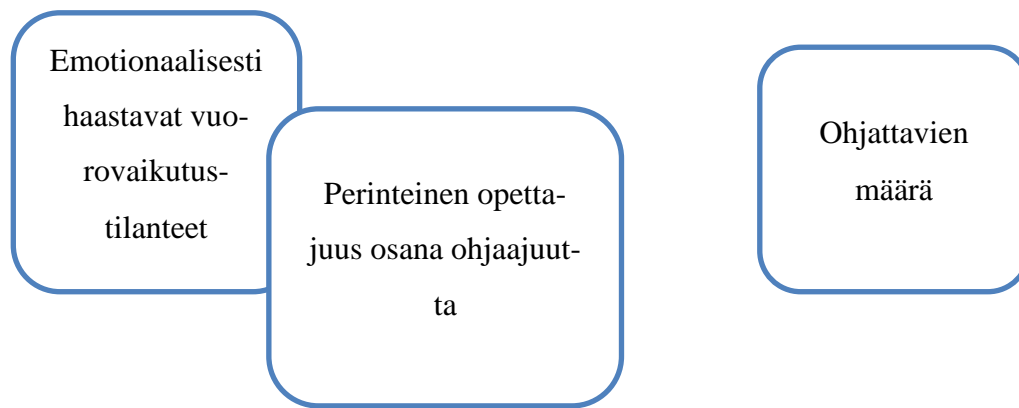 Emotionaalisesti
haastavat vuo-
rovaikutus-
tilanteet
Perinteinen opetta-
juus osana ohjaajuut-
ta
Ohjattavien
määrä